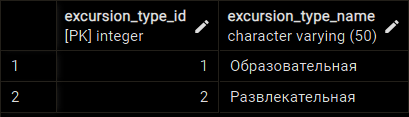 excursion_type_id excursion_type_name
[PK] integer character varying (50)
1 1 Образовательная
2 2 Развлекательная